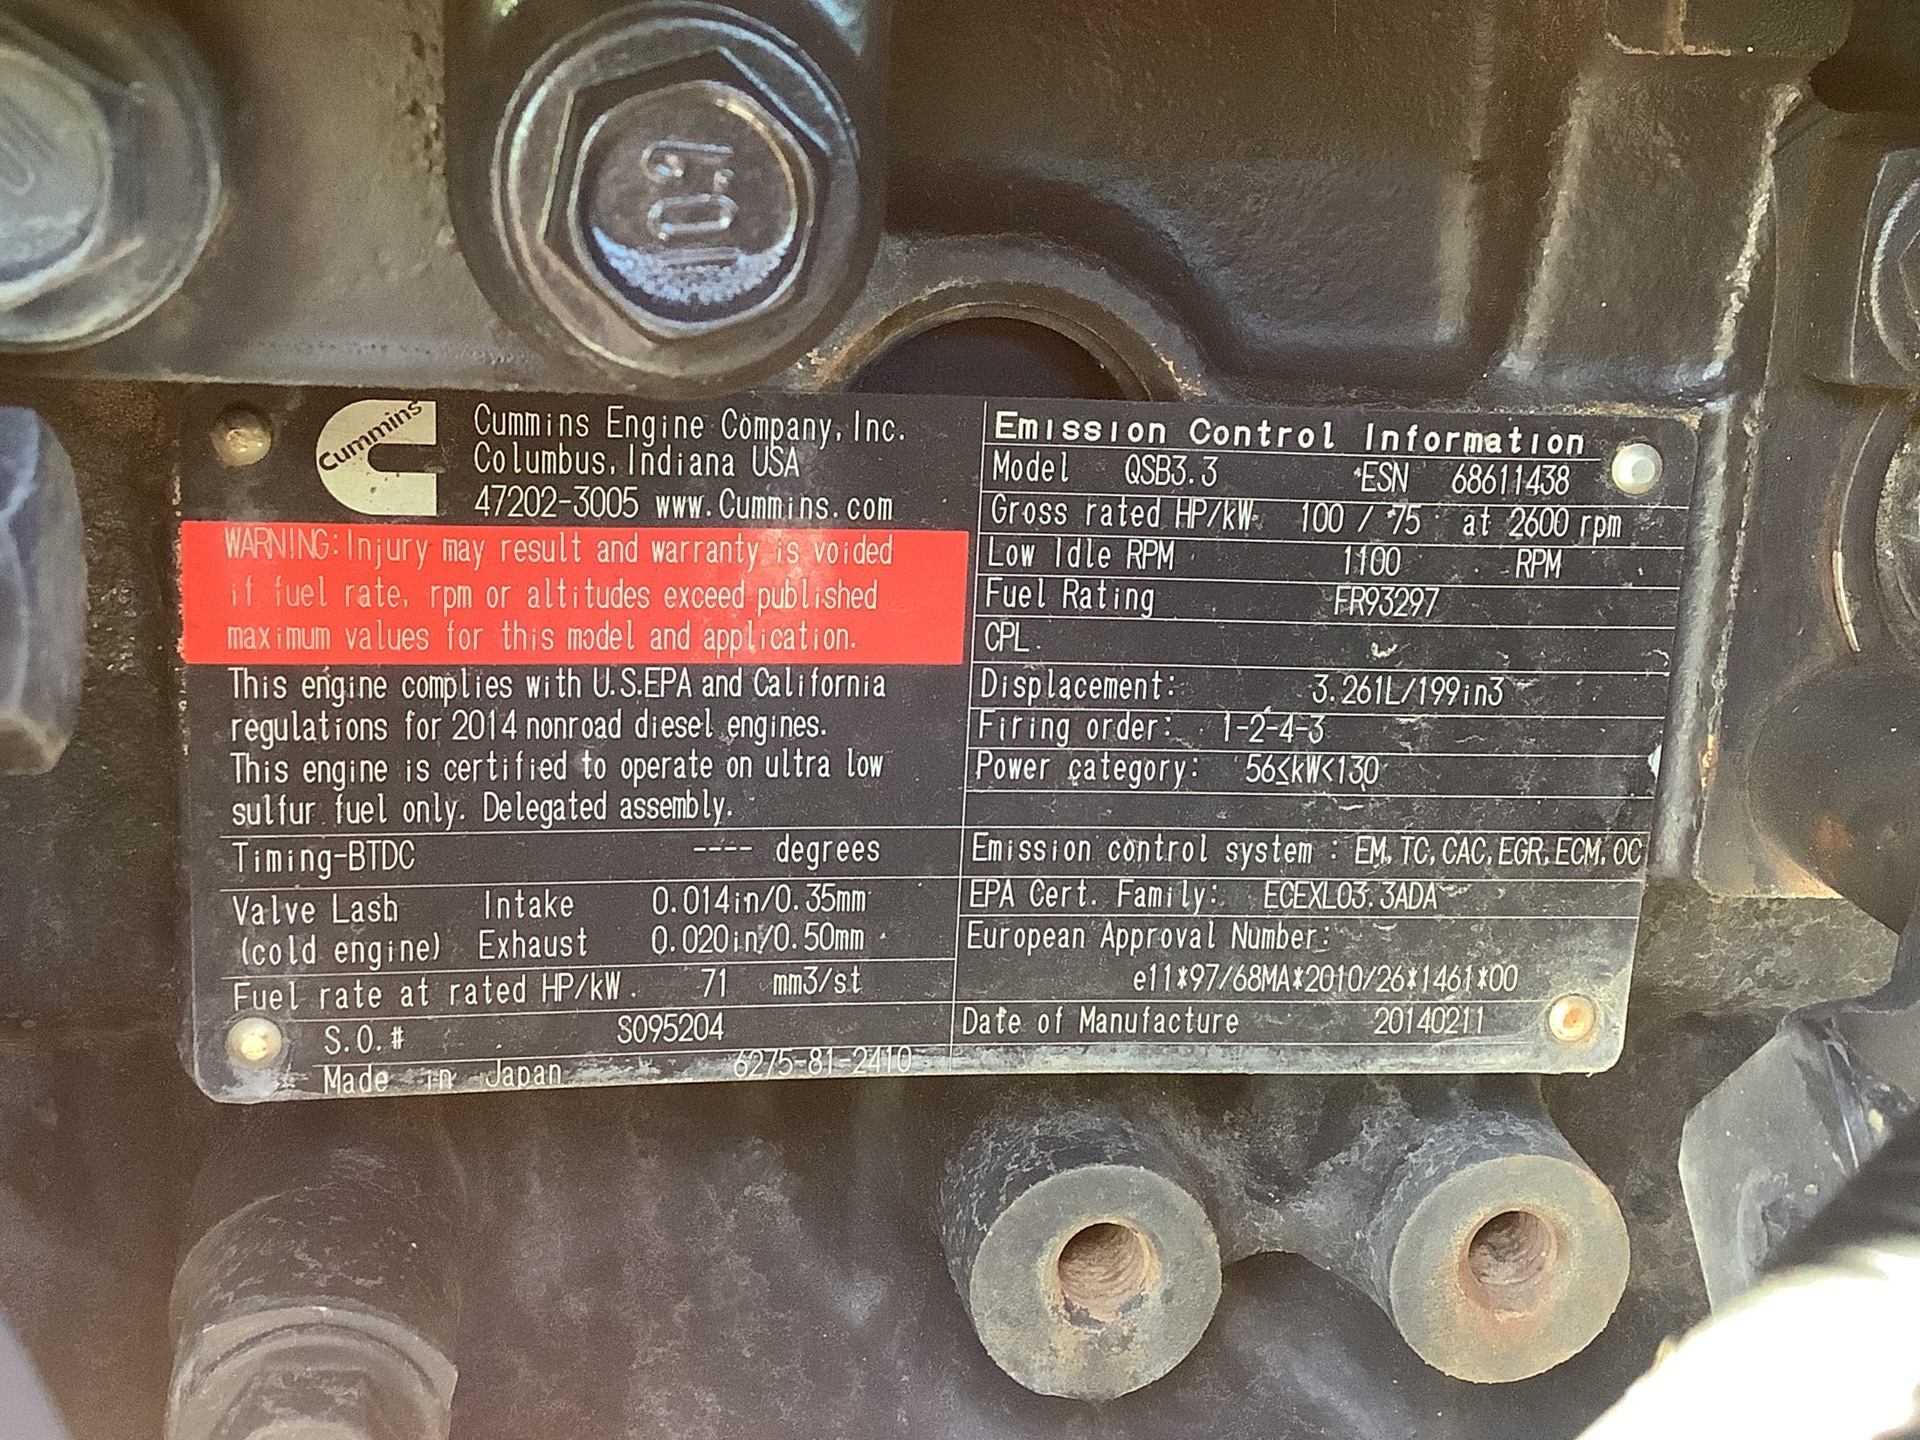 10.9
Cummins
Cummins Engine Company, Inc.
Columbus, Indiana USA
47202-3005 www.Cummins.com
WARNING: Injury may result and warranty is voided
if fuel rate, rpm or altitudes exceed published
maximum values for this model and application.
This engine complies with U.S.EPA and California
regulations for 2014 nonroad diesel engines.
This engine is certified to operate on ultra low
sulfur fuel only. Delegated assembly.
Timing-BTDC ---- degrees
Valve Lash Intake 0.014in/0.35mm
(cold engine) Exhaust 0.020in/0.50mm
Fuel rate at rated HP/kW 71 mm3/st
S.O.# S095204
Made in Japan 6275-81-2410
Emission Control Information
Model QSB3.3 ESN 68611438
Gross rated HP/kW 100 / 75 at 2600 rpm
Low Idle RPM 1100 RPM
Fuel Rating FR93297
CPL
Displacement: 3.261L/199in3
Firing order: 1-2-4-3
Power category: 56≤kW<130
Emission control system : EM, TC, CAC, EGR, ECM, OC
EPA Cert. Family: ECEXL03.3ADA
European Approval Number:
e11*97/68MA*2010/26*1461*00
Date of Manufacture 20140211